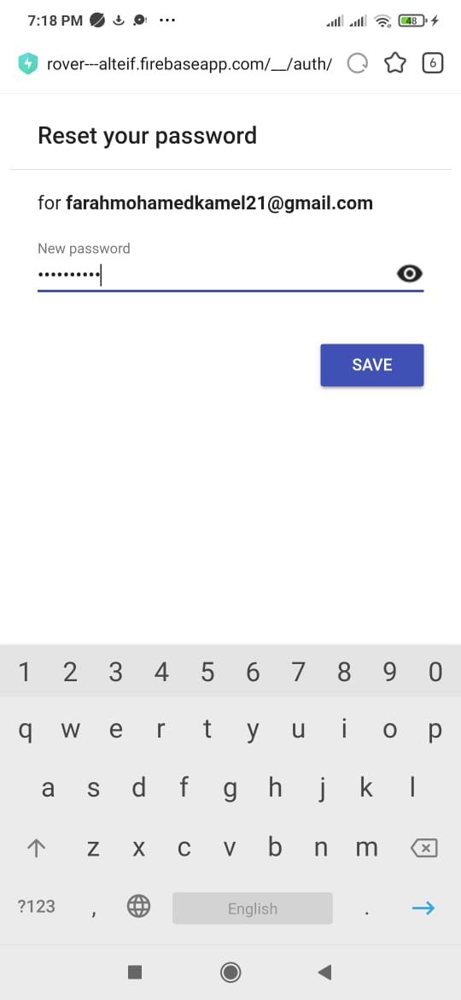 7:18 PM 48
rover---alteif.firebaseapp.com/__/auth/ 6
Reset your password
for farahmohamedkamel21@gmail.com
New password
••••••••••
SAVE
1 2 3 4 5 6 7 8 9 0
q w e r t y u i o p
a s d f g h j k l
z x c v b n m
?123 , English .